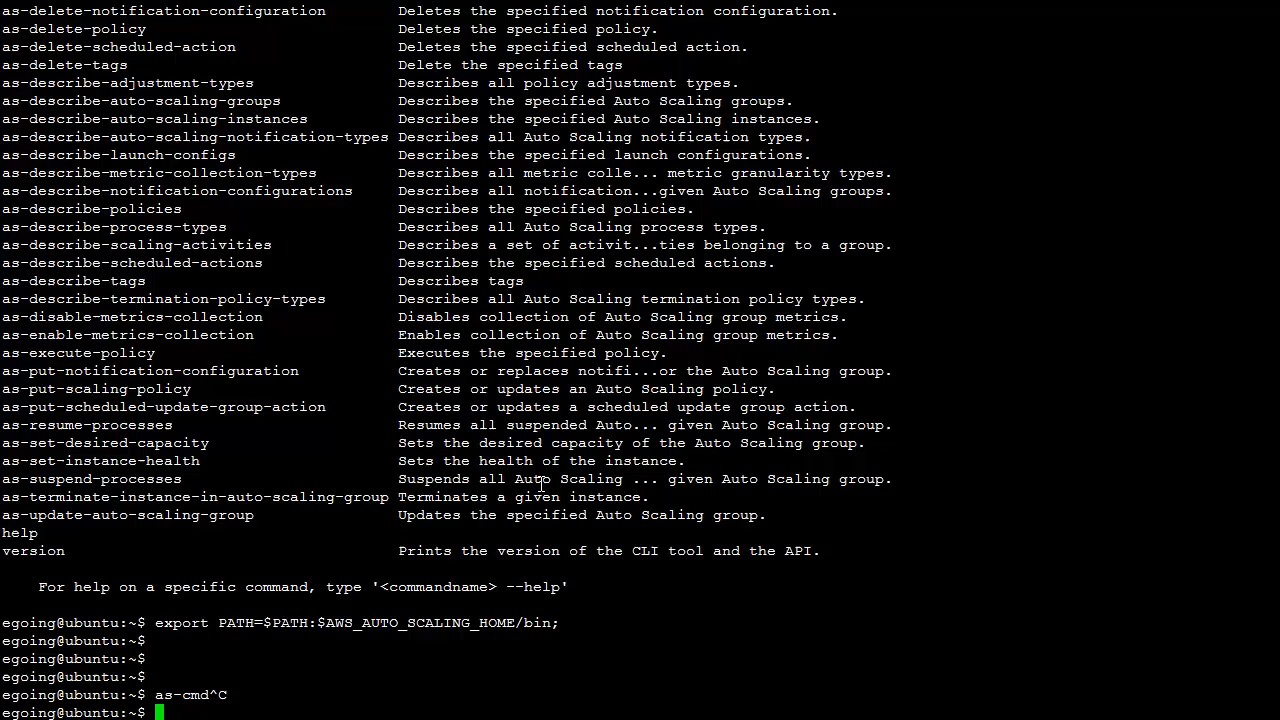 as-delete-notification-configuration Deletes the specified notification configuration.
as-delete-policy Deletes the specified policy.
as-delete-scheduled-action Deletes the specified scheduled action.
as-delete-tags Delete the specified tags
as-describe-adjustment-types Describes all policy adjustment types.
as-describe-auto-scaling-groups Describes the specified Auto Scaling groups.
as-describe-auto-scaling-instances Describes the specified Auto Scaling instances.
as-describe-auto-scaling-notification-types Describes all Auto Scaling notification types.
as-describe-launch-configs Describes the specified launch configurations.
as-describe-metric-collection-types Describes all metric colle... metric granularity types.
as-describe-notification-configurations Describes all notification...given Auto Scaling groups.
as-describe-policies Describes the specified policies.
as-describe-process-types Describes all Auto Scaling process types.
as-describe-scaling-activities Describes a set of activit...ties belonging to a group.
as-describe-scheduled-actions Describes the specified scheduled actions.
as-describe-tags Describes tags
as-describe-termination-policy-types Describes all Auto Scaling termination policy types.
as-disable-metrics-collection Disables collection of Auto Scaling group metrics.
as-enable-metrics-collection Enables collection of Auto Scaling group metrics.
as-execute-policy Executes the specified policy.
as-put-notification-configuration Creates or replaces notifi...or the Auto Scaling group.
as-put-scaling-policy Creates or updates an Auto Scaling policy.
as-put-scheduled-update-group-action Creates or updates a scheduled update group action.
as-resume-processes Resumes all suspended Auto... given Auto Scaling group.
as-set-desired-capacity Sets the desired capacity of the Auto Scaling group.
as-set-instance-health Sets the health of the instance.
as-suspend-processes Suspends all Auto Scaling ... given Auto Scaling group.
as-terminate-instance-in-auto-scaling-group Terminates a given instance.
as-update-auto-scaling-group Updates the specified Auto Scaling group.
help
version Prints the version of the CLI tool and the API.
For help on a specific command, type '<commandname> --help'
egoing@ubuntu:~$ export PATH=$PATH:$AWS_AUTO_SCALING_HOME/bin;
egoing@ubuntu:~$
egoing@ubuntu:~$
egoing@ubuntu:~$
egoing@ubuntu:~$ as-cmd^C
egoing@ubuntu:~$